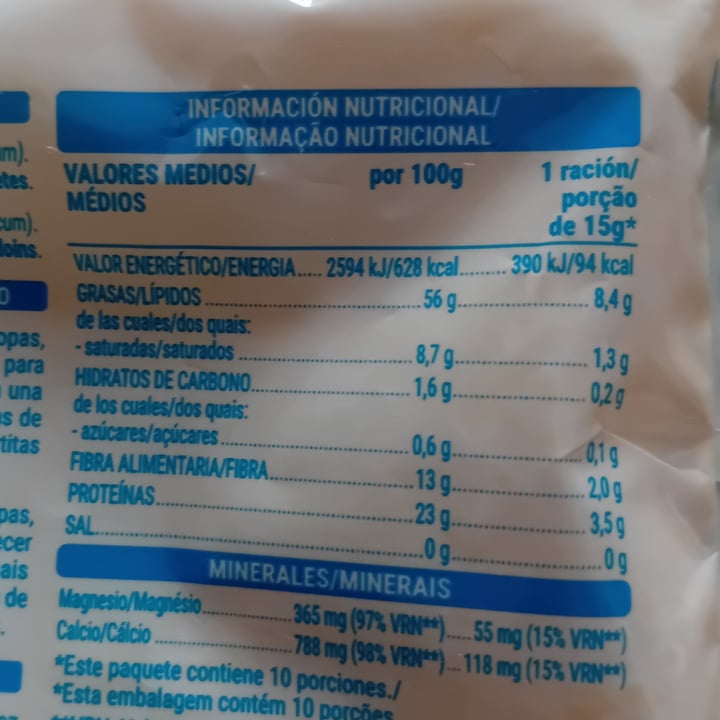 INFORMACIÓN NUTRICIONAL/
INFORMAÇÃO NUTRICIONAL
VALORES MEDIOS/ por 100g 1 ración/
MÉDIOS porção
de 15g*
VALOR ENERGÉTICO/ENERGIA..... 2594 kJ/628 kcal.......... 390 kJ/94 kcal
GRASAS/LÍPIDOS 56 g 8,4 g
de las cuales/dos quais:
- saturadas/saturados 8,7 g 1,3 g
HIDRATOS DE CARBONO 1,6 g 0,2 g
de los cuales/dos quais:
- azúcares/açúcares 0,6 g 0,1 g
FIBRA ALIMENTARIA/FIBRA 13 g 2,0 g
PROTEÍNAS 23 g 3,5 g
SAL 0 g 0 g
MINERALES/MINERAIS
Magnesio/Magnésio 365 mg (97% VRN**) 55 mg (15% VRN**)
Calcio/Cálcio 788 mg (98% VRN**) 118 mg (15% VRN**)
*Este paquete contiene 10 porciones./
*Esta embalagem contém 10 porções
para
una
de
de